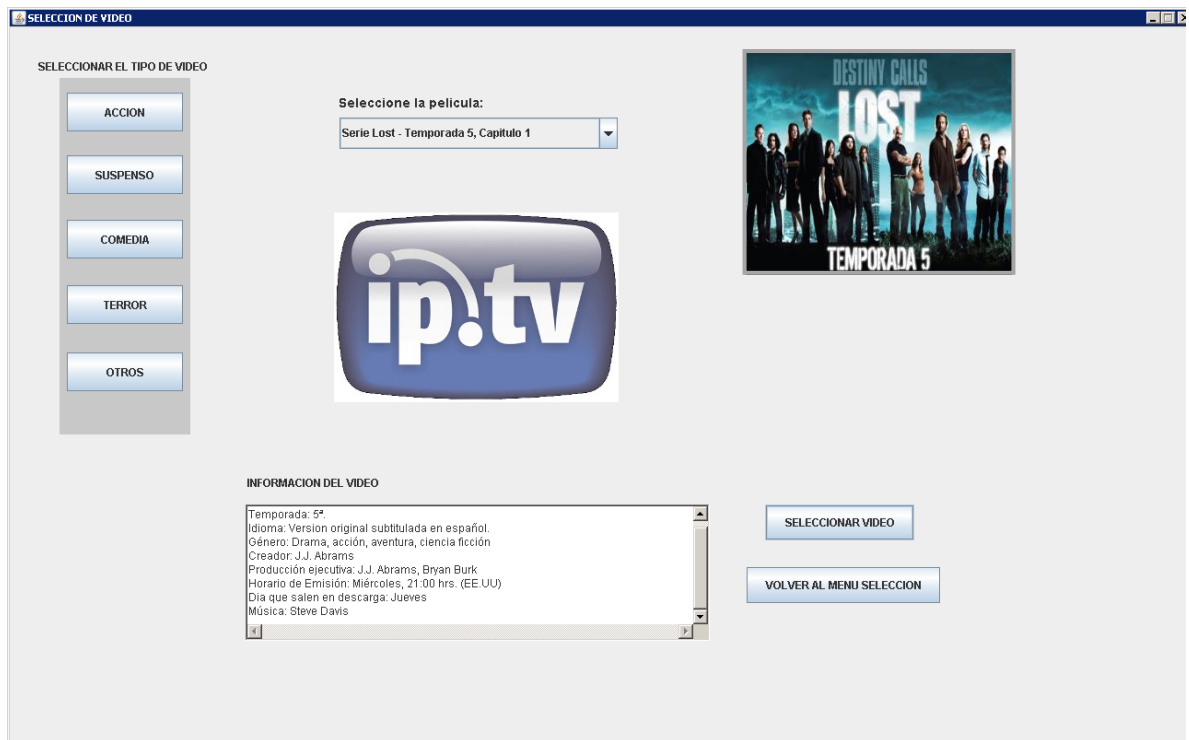 SELECCION DE VIDEO
SELECCIONAR EL TIPO DE VIDEO
ACCION
SUSPENSO
COMEDIA
TERROR
OTROS
Seleccione la pelicula:
Serie Lost - Temporada 5, Capitulo 1
ip.tv
DESTINY CALLS
LOST
TEMPORADA 5
INFORMACION DEL VIDEO
Temporada: 5ª.
Idioma: Version original subtitulada en español.
Género: Drama, acción, aventura, ciencia ficción
Creador: J.J. Abrams
Producción ejecutiva: J.J. Abrams, Bryan Burk
Horario de Emisión: Miércoles, 21:00 hrs. (EE.UU)
Dia que salen en descarga: Jueves
Música: Steve Davis
SELECCIONAR VIDEO
VOLVER AL MENU SELECCION